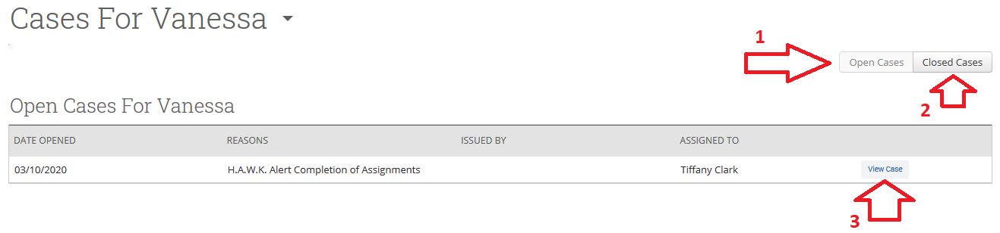 Cases For Vanessa
1
Open Cases Closed Cases
2
Open Cases For Vanessa
DATE OPENED REASONS ISSUED BY ASSIGNED TO
03/10/2020 H.A.W.K. Alert Completion of Assignments Tiffany Clark View Case
3